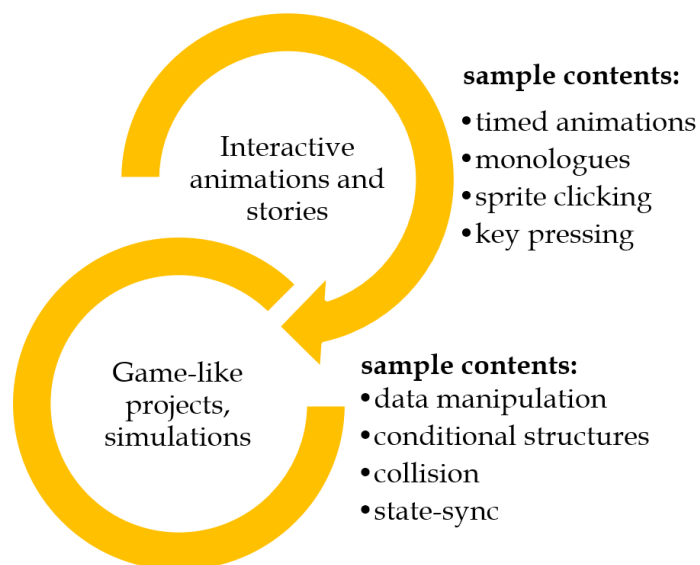 Interactive
animations and
stories
sample contents:
•timed animations
•monologues
•sprite clicking
•key pressing
Game-like
projects,
simulations
sample contents:
•data manipulation
•conditional structures
•collision
•state-sync